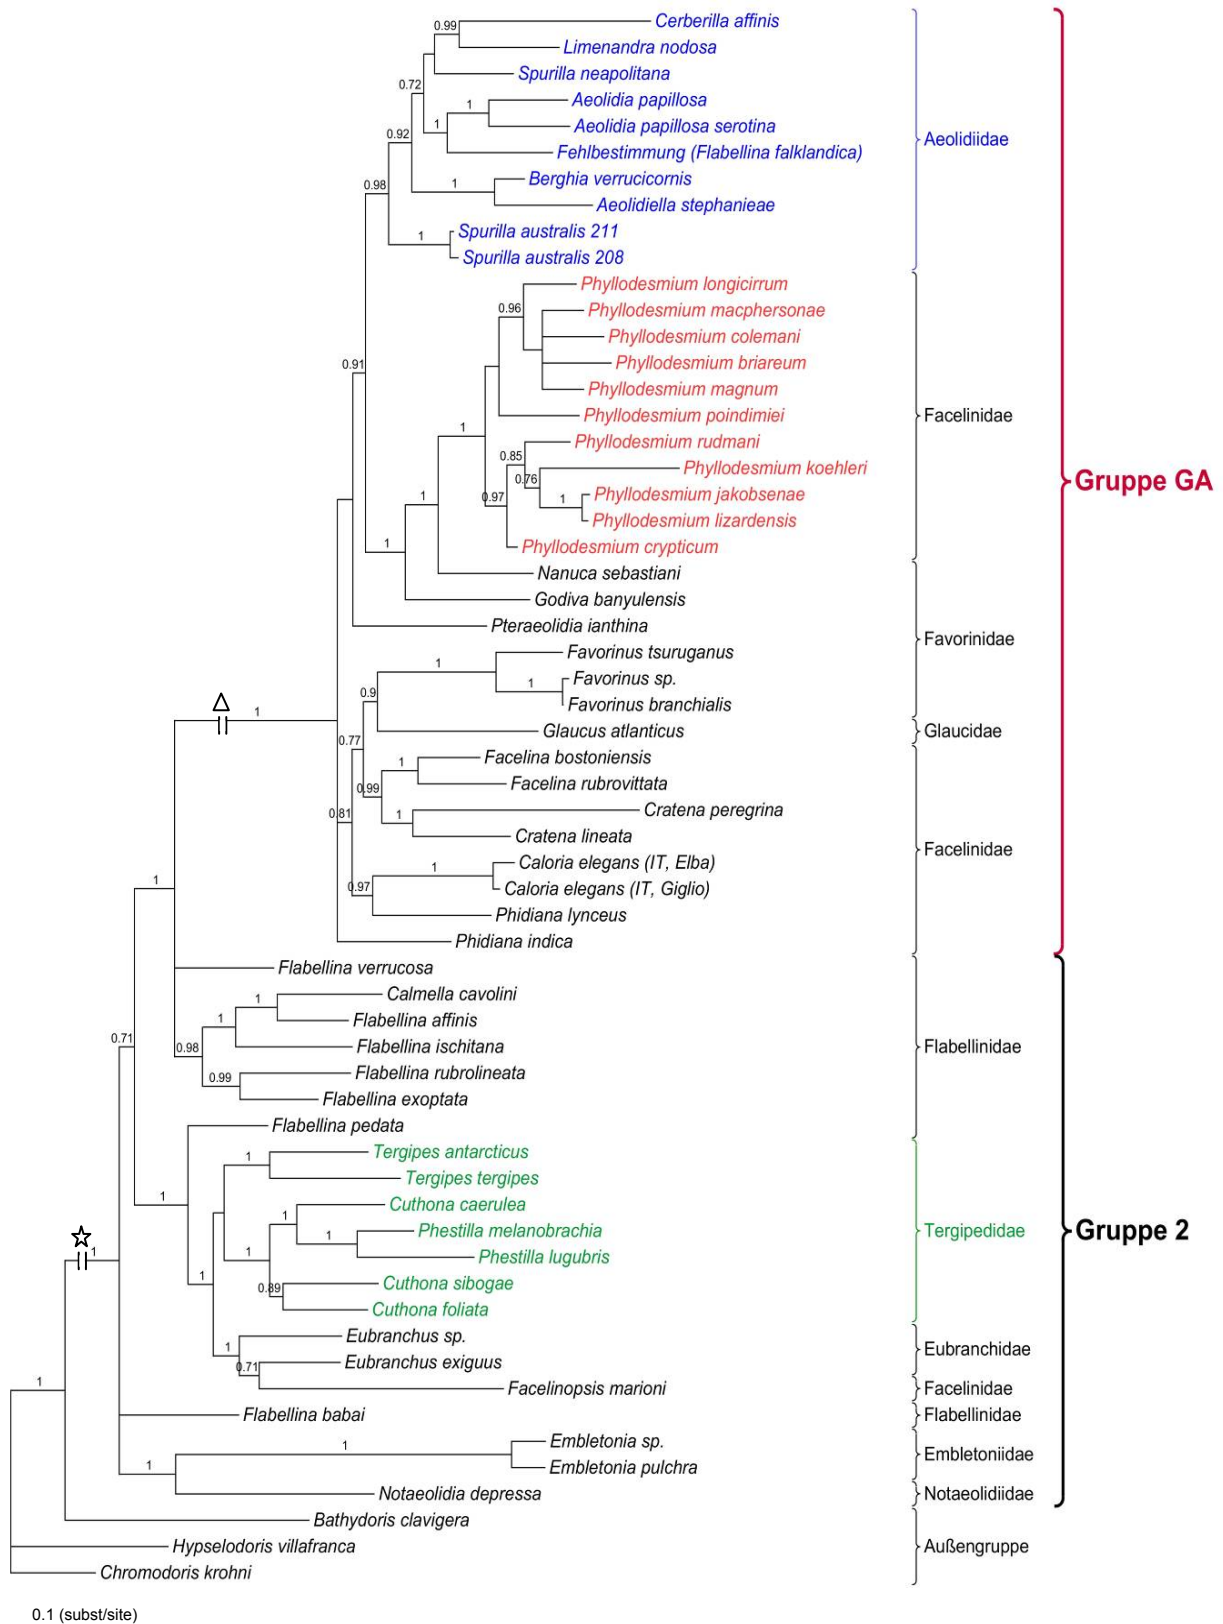 0.99
Cerberilla affinis
Limenandra nodosa
Spurilla neapolitana
0.72
Aeolidia papillosa
1
Aeolidia papillosa serotina
1
Fehlbestimmung (Flabellina falklandica)
Aeolidiidae
0.92
Berghia verrucicornis
1
Aeolidiella stephanieae
0.98
Spurilla australis 211
1
Spurilla australis 208
Phyllodesmium longicirrum
0.96
Phyllodesmium macphersonae
Phyllodesmium colemani
Phyllodesmium briareum
0.91
Phyllodesmium magnum
Phyllodesmium poindimiei
Facelinidae
1
Phyllodesmium rudmani
0.85
Phyllodesmium koehleri
0.76
Gruppe GA
Phyllodesmium jakobsenae
0.97
1
1
Phyllodesmium lizardensis
Phyllodesmium crypticum
1
Nanuca sebastiani
Godiva banyulensis
Pteraeolidia ianthina
Favorinidae
Favorinus tsuruganus
1
Favorinus sp.
1
0.9
Favorinus branchialis
1
Glaucus atlanticus
Glaucidae
0.77
Facelina bostoniensis
1
Facelina rubrovittata
0.99
Cratena peregrina
0.81
1
Cratena lineata
Facelinidae
Caloria elegans (IT, Elba)
1
Caloria elegans (IT, Giglio)
0.97
1
Phidiana lynceus
Phidiana indica
Flabellina verrucosa
Calmella cavolini
1
Flabellina affinis
1
0.71
0.98
Flabellina ischitana
Flabellinidae
Flabellina rubrolineata
0.99
Flabellina exoptata
Flabellina pedata
Tergipes antarcticus
1
Tergipes tergipes
1
Cuthona caerulea
1
Phestilla melanobrachia
1
Tergipedidae
Gruppe 2
1
1
Phestilla lugubris
1
Cuthona sibogae
0.89
Cuthona foliata
Eubranchus sp.
1
Eubranchidae
Eubranchus exiguus
0.71
1
Facelinopsis marioni
Facelinidae
Flabellina babai
Flabellinidae
Embletonia sp.
1
Embletoniidae
Embletonia pulchra
1
Notaeolidia depressa
Notaeolidiidae
Bathydoris clavigera
Hypselodoris villafranca
Außengruppe
Chromodoris krohni
0.1 (subst/site)